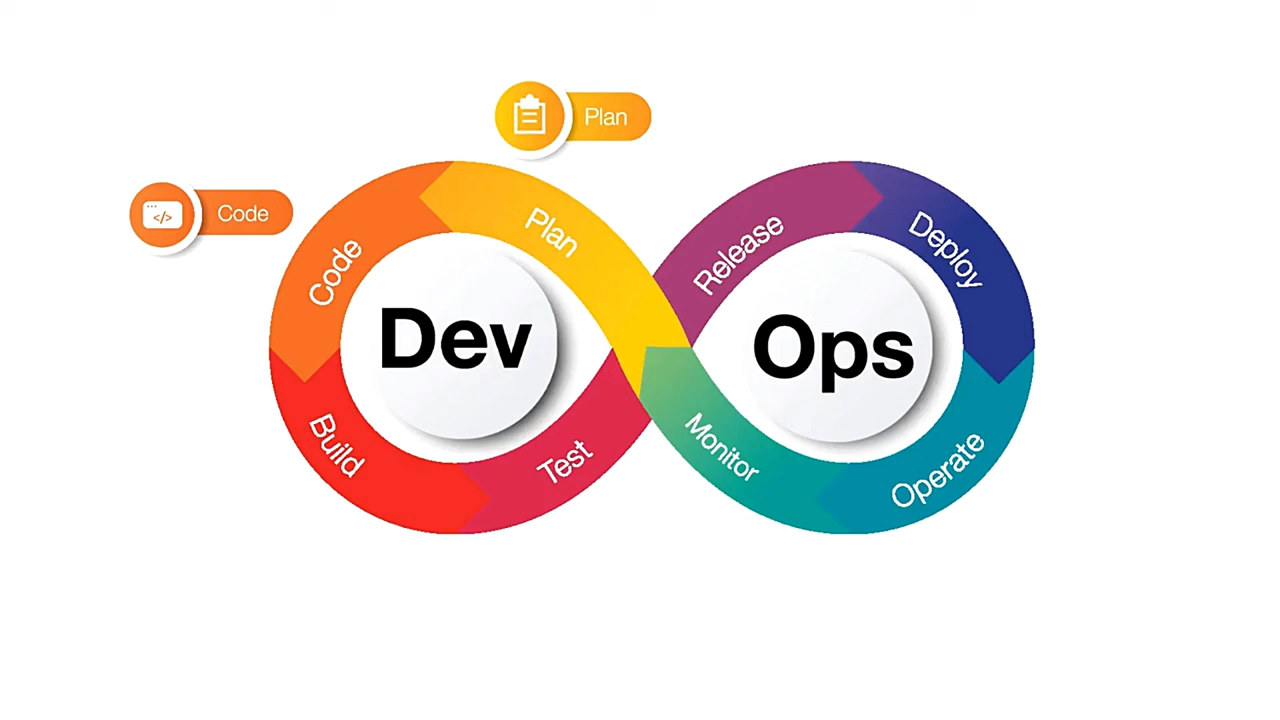 Plan
Code
Plan
Code
Dev
Build
Test
Release
Deploy
Ops
Monitor
Operate